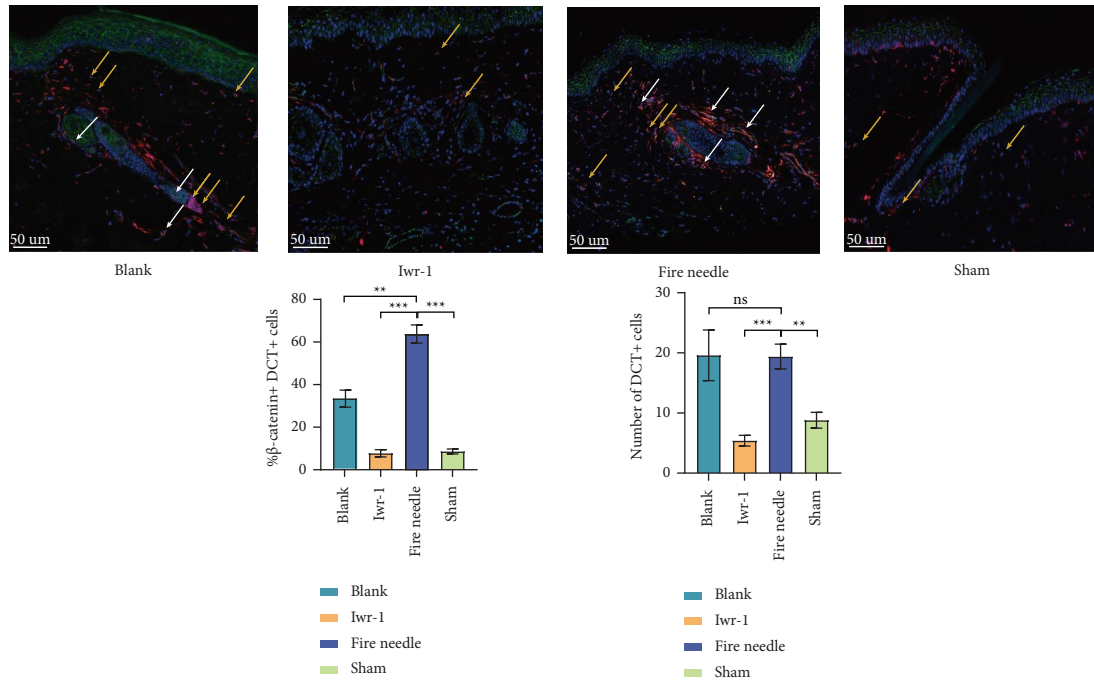 50 um
50 um
50 um
50 um
Blank
Iwr-1
Fire needle
Sham
%β-catenin+ DCT+ cells
80
60
40
20
0
**
***
***
Blank
Iwr-1
Fire needle
Sham
Blank
Iwr-1
Fire needle
Sham
Number of DCT+ cells
30
20
10
0
ns
***
**
Blank
Iwr-1
Fire needle
Sham
Blank
Iwr-1
Fire needle
Sham